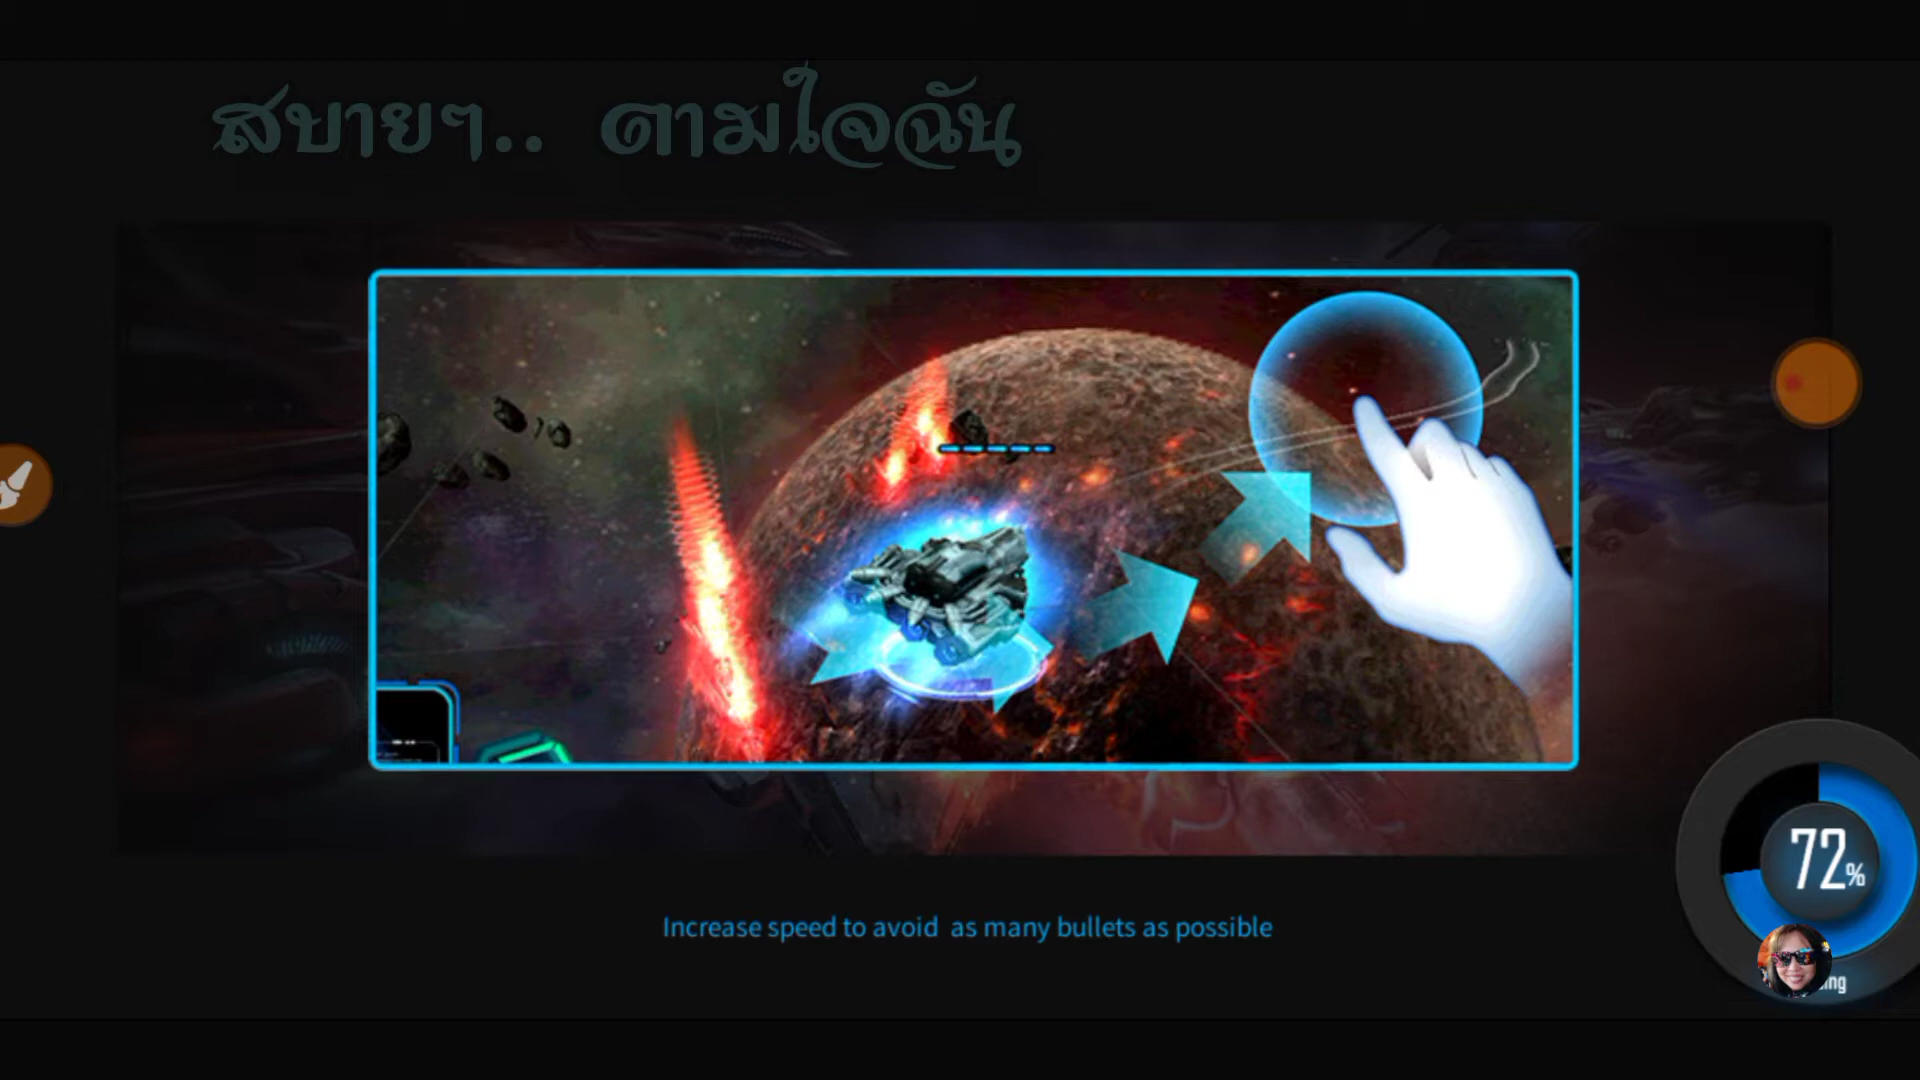 สบายๆ.. ตามใจฉัน
Increase speed to avoid as many bullets as possible
72%